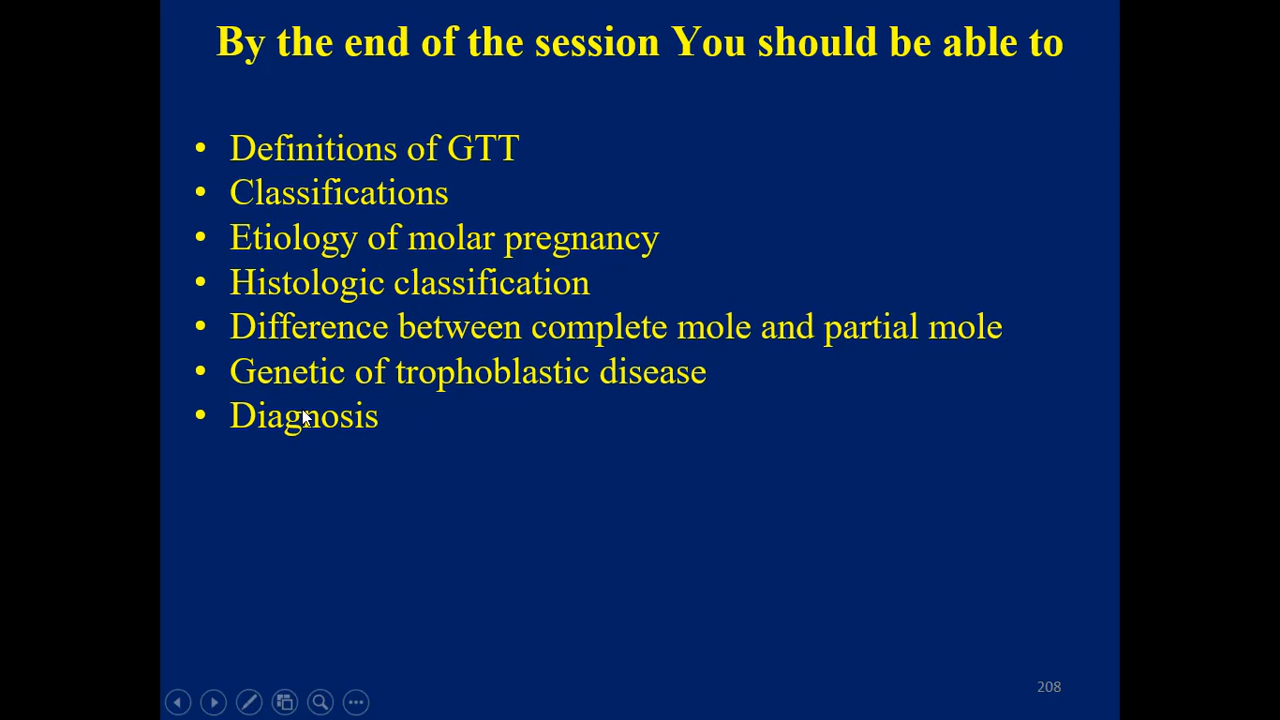 By the end of the session You should be able to
• Definitions of GTT
• Classifications
• Etiology of molar pregnancy
• Histologic classification
• Difference between complete mole and partial mole
• Genetic of trophoblastic disease
• Diagnosis
208